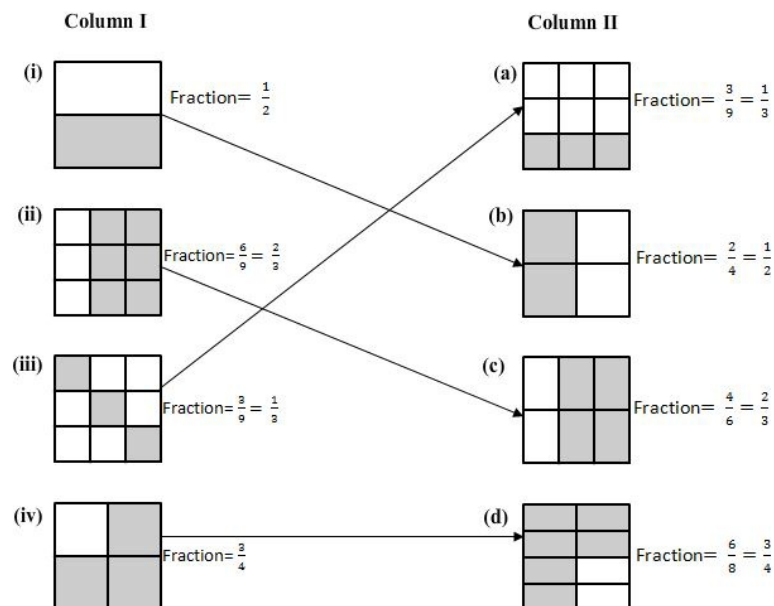 Column I
Column II
(i)
Fraction= 1/2
(a)
Fraction= 3/9 = 1/3
(ii)
Fraction= 6/9 = 2/3
(b)
Fraction= 2/4 = 1/2
(iii)
Fraction= 3/9 = 1/3
(c)
Fraction= 4/6 = 2/3
(iv)
Fraction= 3/4
(d)
Fraction= 6/8 = 3/4